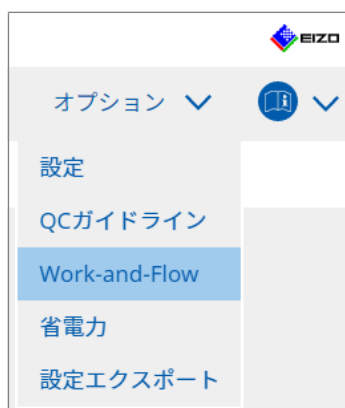 EIZO
オプション
設定
QCガイドライン
Work-and-Flow
省電力
設定エクスポート